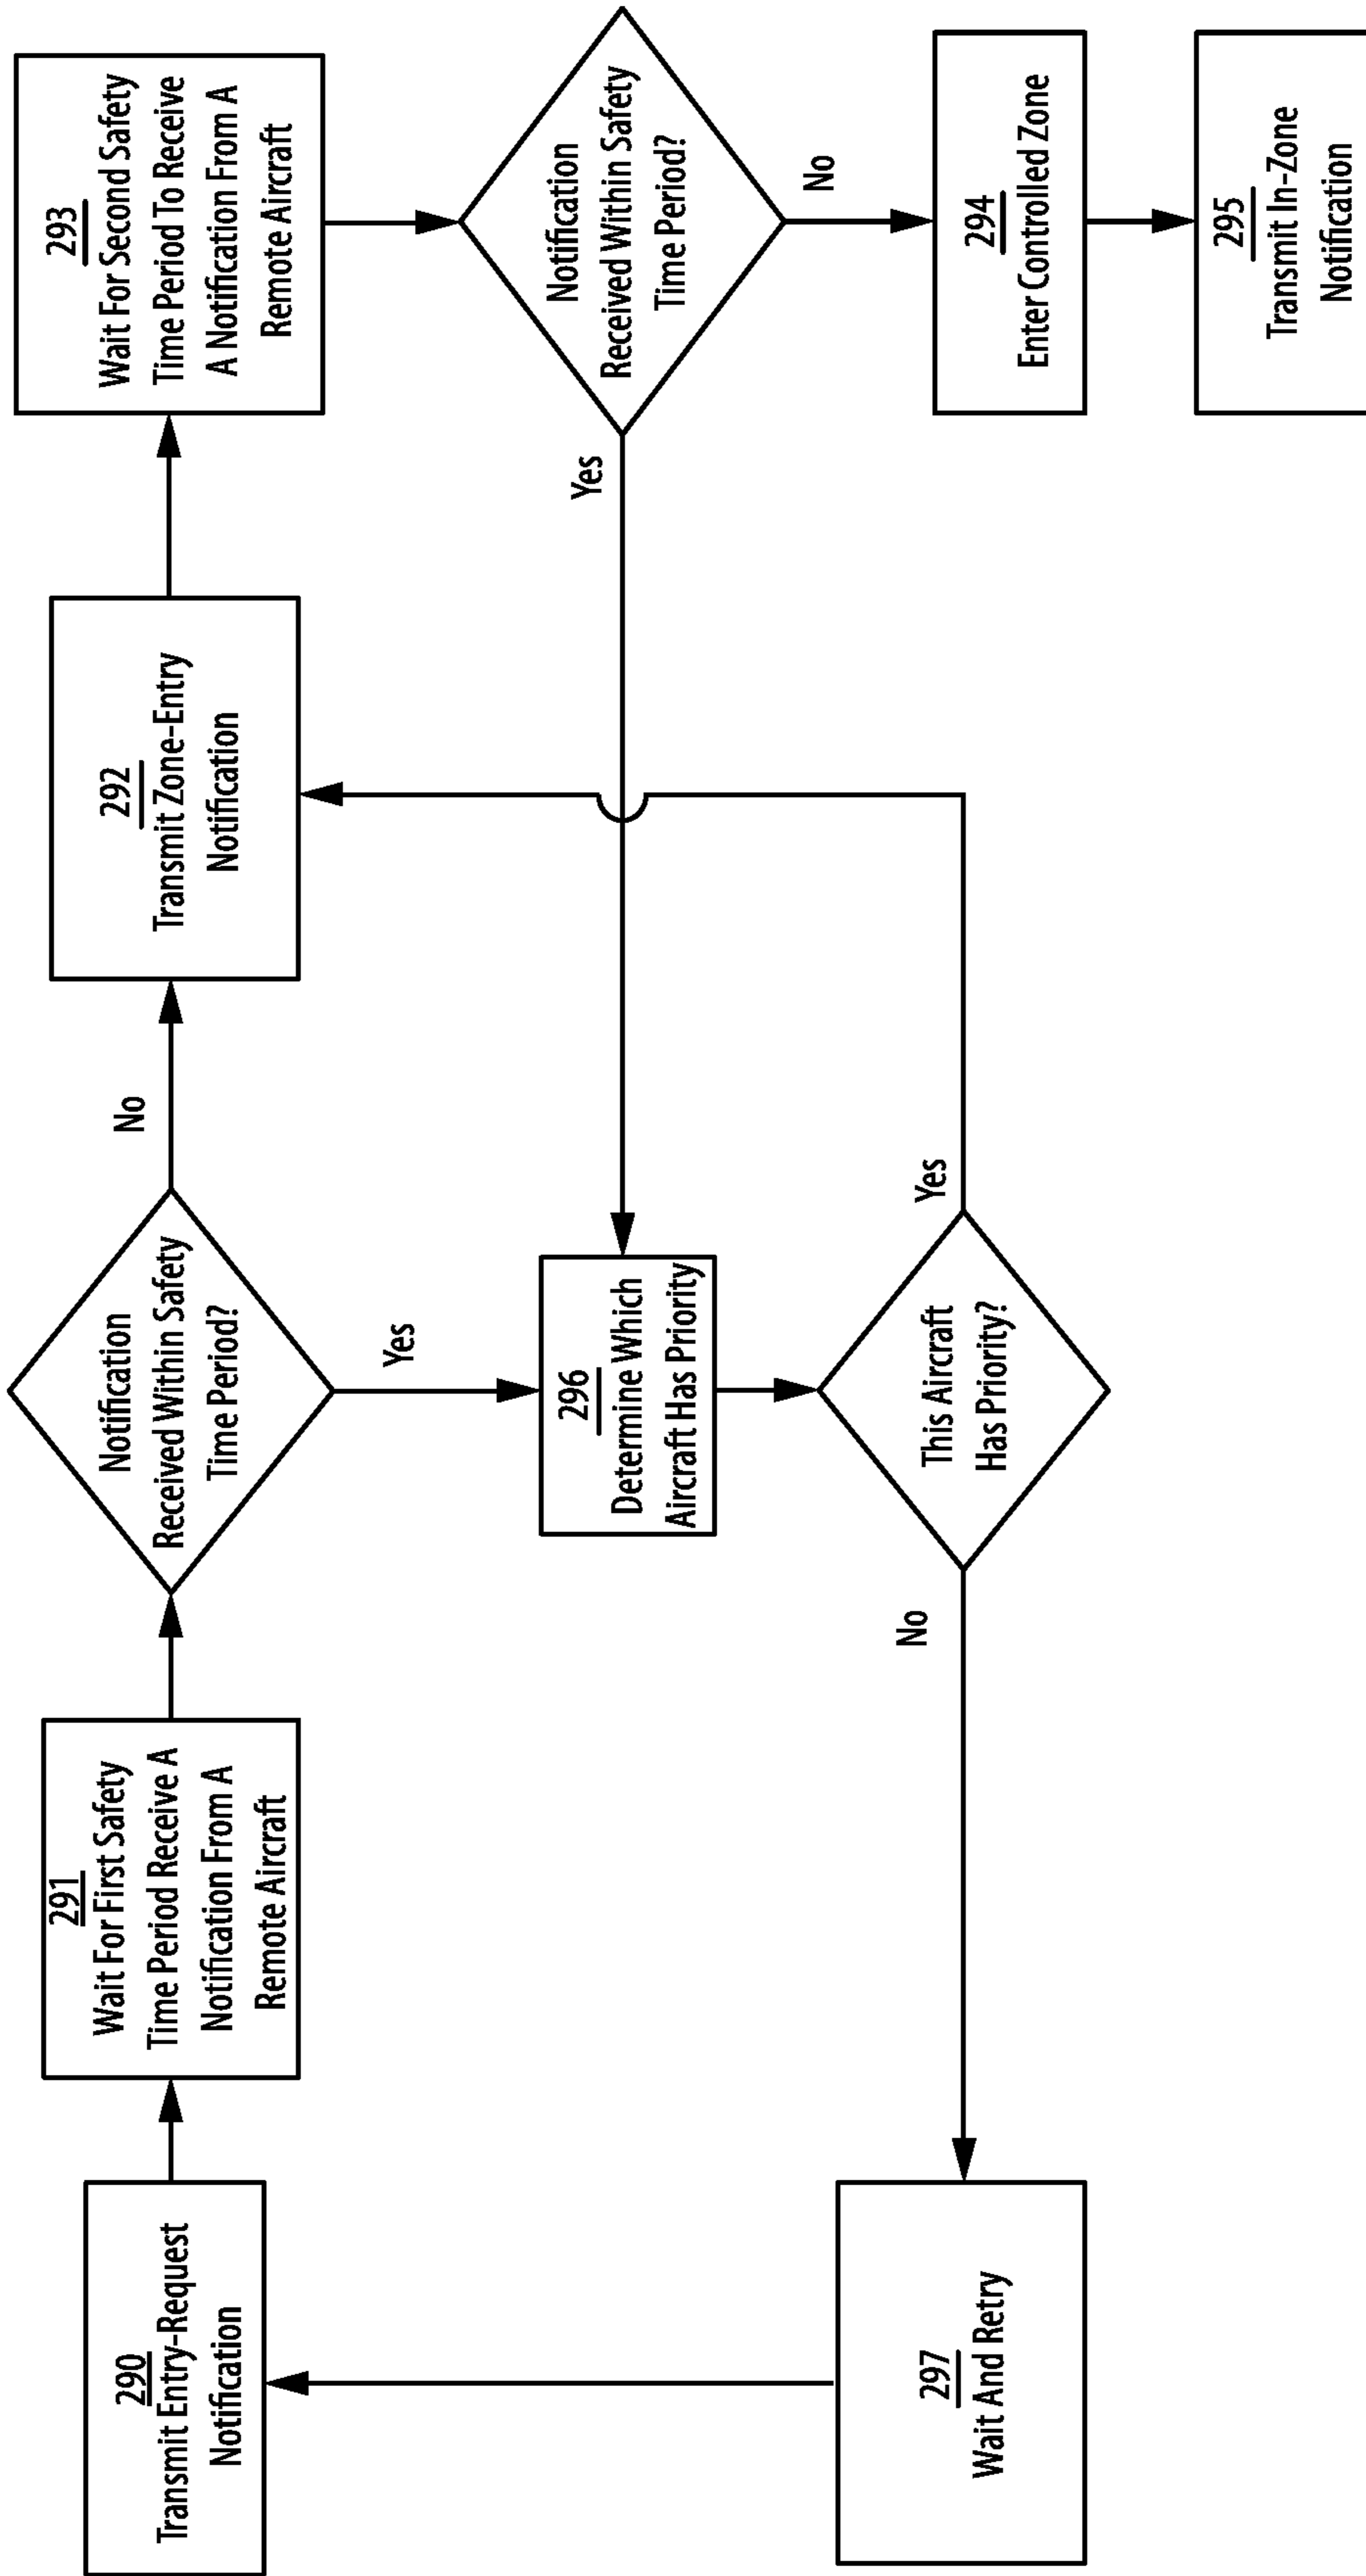 290
Transmit Entry-Request
Notification
291
Wait For First Safety
Time Period Receive A
Notification From A
Remote Aircraft
Notification
Received Within Safety
Time Period?
No
Yes
292
Transmit Zone-Entry
Notification
293
Wait For Second Safety
Time Period To Receive
A Notification From A
Remote Aircraft
Notification
Received Within Safety
Time Period?
Yes
No
294
Enter Controlled Zone
295
Transmit In-Zone
Notification
296
Determine Which
Aircraft Has Priority
This Aircraft
Has Priority?
Yes
No
297
Wait And Retry